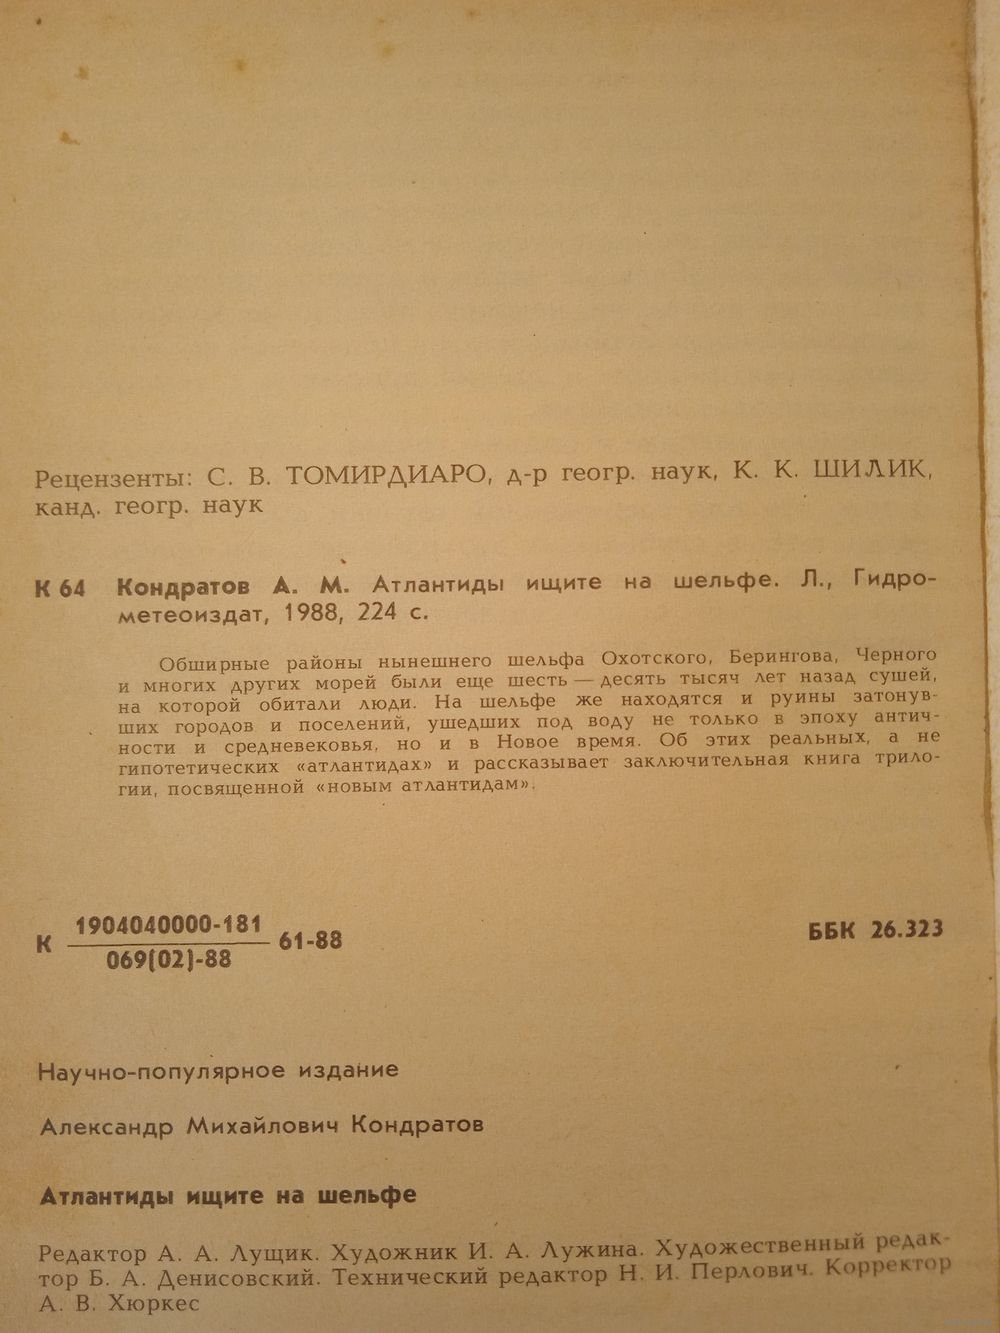 Рецензенты: С. В. ТОМИРДИАРО, д-р геогр. наук, К. К. ШИЛИК,
канд. геогр. наук
К 64 Кондратов А. М. Атлантиды ищите на шельфе. Л., Гидро-
метеоиздат, 1988, 224 с.
Обширные районы нынешнего шельфа Охотского, Берингова, Черного
и многих других морей были еще шесть — десять тысяч лет назад сушей,
на которой обитали люди. На шельфе же находятся и руины затонув-
ших городов и поселений, ушедших под воду не только в эпоху антич-
ности и средневековья, но и в Новое время. Об этих реальных, а не
гипотетических «атлантидах» и рассказывает заключительная книга трило-
гии, посвященной «новым атлантидам».
К 1904040000-181
069(02)-88 61-88
ББК 26.323
Научно-популярное издание
Александр Михайлович Кондратов
Атлантиды ищите на шельфе
Редактор А. А. Лущик. Художник И. А. Лужина. Художественный редак-
тор Б. А. Денисовский. Технический редактор Н. И. Перлович. Корректор
А. В. Хюркес